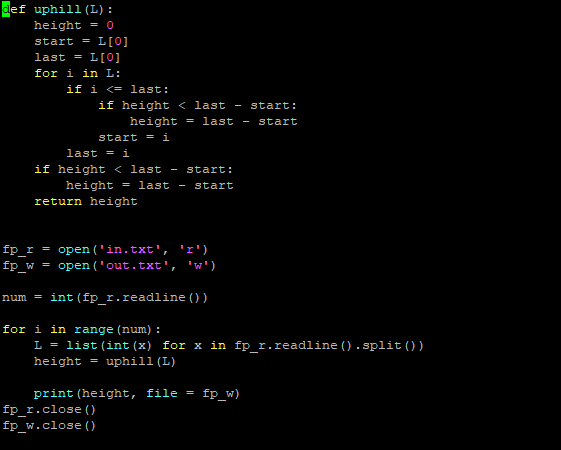 def uphill(L):
    height = 0
    start = L[0]
    last = L[0]
    for i in L:
        if i <= last:
            if height < last - start:
                height = last - start
            start = i
        last = i
    if height < last - start:
        height = last - start
    return height


fp_r = open('in.txt', 'r')
fp_w = open('out.txt', 'w')

num = int(fp_r.readline())

for i in range(num):
    L = list(int(x) for x in fp_r.readline().split())
    height = uphill(L)

    print(height, file = fp_w)
fp_r.close()
fp_w.close()